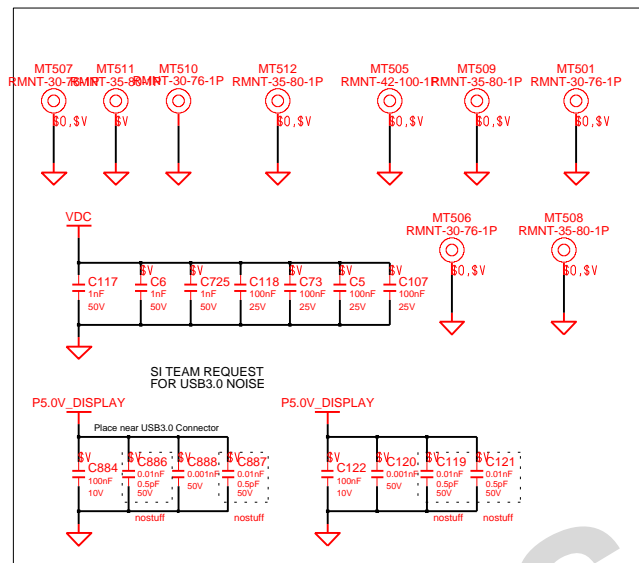 MT507 MT511 MT510 MT512 MT505 MT509 MT501
RMNT-30-76-1P RMNT-35-80-1P RMNT-30-76-1P RMNT-35-80-1P RMNT-42-100-1P RMNT-35-80-1P RMNT-30-76-1P
$0,$V $V $0,$V $0,$V $0,$V $0,$V
VDC
MT506 MT508
RMNT-30-76-1P RMNT-35-80-1P
$0,$V $0,$V
$V $V $V $V $V
C117 C6 C725 C118 C73 C5 C107
1nF 1nF 1nF 100nF 100nF 100nF 100nF
50V 50V 50V 25V 25V 25V 25V
SI TEAM REQUEST
FOR USB3.0 NOISE
P5.0V_DISPLAY P5.0V_DISPLAY
Place near USB3.0 Connector
$V $V $V $V $V $V $V
C884 C886 C888 C887 C122 C120 C119 C121
100nF 0.01nF 0.001nF 0.01nF 100nF 0.001nF 0.01nF 0.01nF
10V 0.5pF 50V 0.5pF 10V 50V 0.5pF 0.5pF
50V 50V 50V 50V
nostuff nostuff nostuff nostuff